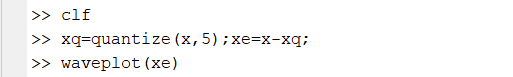 >> clf
>> xq=quantize(x,5);xe=x-xq;
>> waveplot(xe)